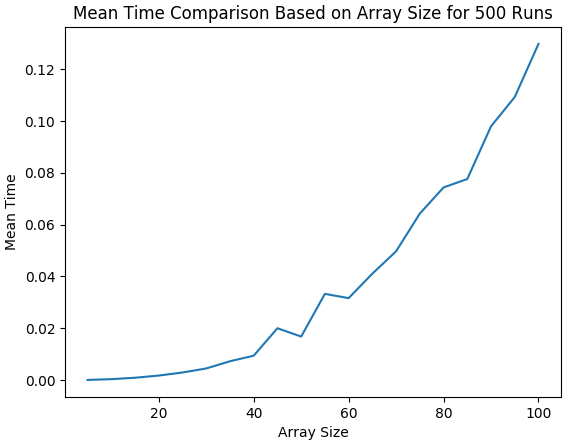 Mean Time Comparison Based on Array Size for 500 Runs
0.12
0.10
0.08
0.06
0.04
0.02
0.00
Mean Time
20 40 60 80 100
Array Size